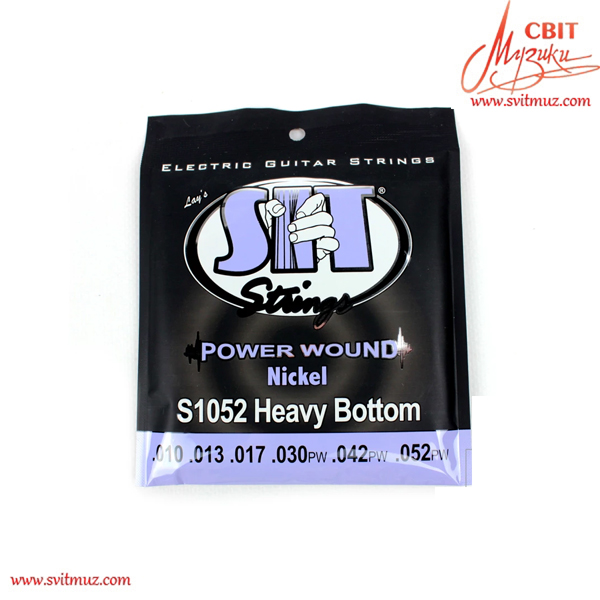 СВІТ
Музики
www.svitmuz.com
ELECTRIC GUITAR STRINGS
Lay's
SIT®
Strings
POWER WOUND
Nickel
S1052 Heavy Bottom
.010 .013 .017 .030PW .042PW .052PW
www.svitmuz.com